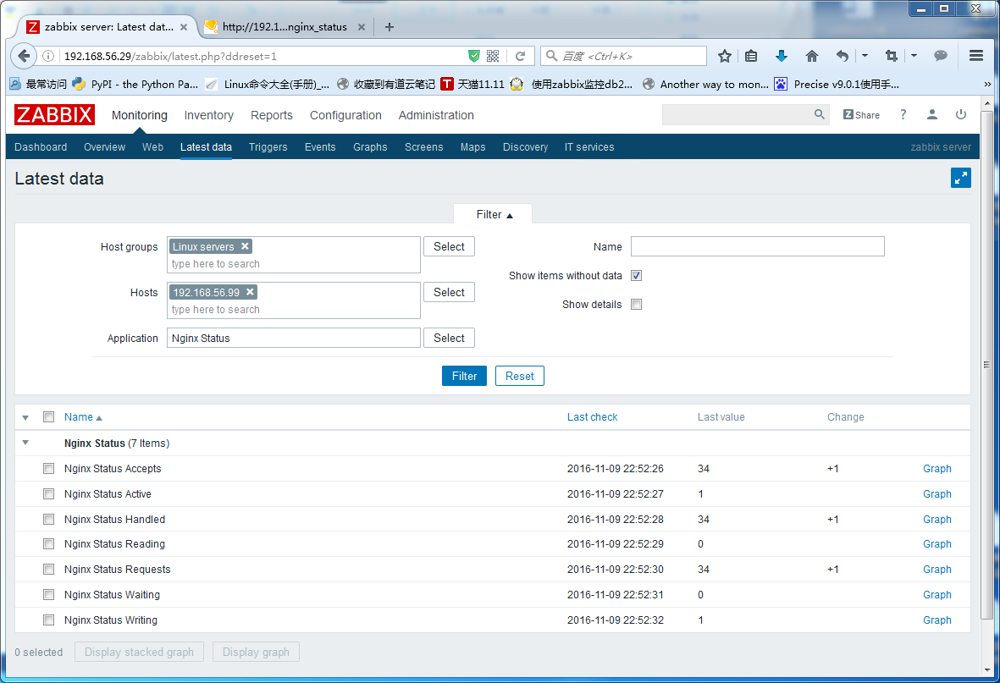 zabbix server: Latest dat...
http://192.1...nginx_status
192.168.56.29/zabbix/latest.php?ddreset=1
百度 <Ctrl+K>
最常访问
PyPI - the Python Pa...
Linux命令大全(手册)_...
收藏到有道云笔记
天猫11.11
使用zabbix监控db2...
Another way to mon...
Precise v9.0.1使用手...
ZABBIX
Monitoring
Inventory
Reports
Configuration
Administration
Z Share
?
Dashboard
Overview
Web
Latest data
Triggers
Events
Graphs
Screens
Maps
Discovery
IT services
zabbix server
Latest data
Filter
Host groups
Linux servers
type here to search
Select
Name
Show items without data
Hosts
192.168.56.99
type here to search
Select
Show details
Application
Nginx Status
Select
Filter
Reset
Name
Last check
Last value
Change
Nginx Status (7 Items)
Nginx Status Accepts 2016-11-09 22:52:26 34 +1 Graph
Nginx Status Active 2016-11-09 22:52:27 1 Graph
Nginx Status Handled 2016-11-09 22:52:28 34 +1 Graph
Nginx Status Reading 2016-11-09 22:52:29 0 Graph
Nginx Status Requests 2016-11-09 22:52:30 34 +1 Graph
Nginx Status Waiting 2016-11-09 22:52:31 0 Graph
Nginx Status Writing 2016-11-09 22:52:32 1 Graph
0 selected
Display stacked graph
Display graph